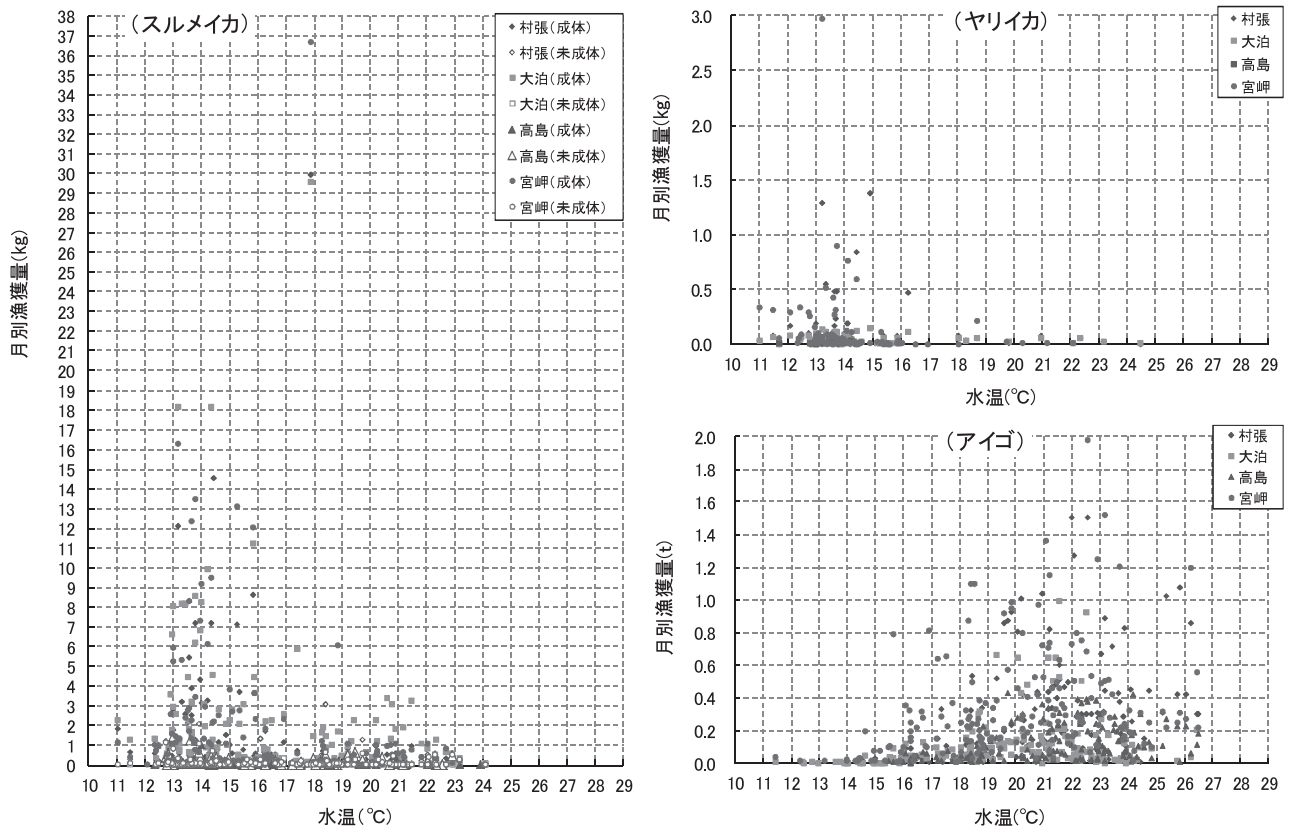 （スルメイカ）
月別漁獲量(kg)
37
36
35
34
33
32
31
30
29
28
27
26
25
24
23
22
21
20
19
18
17
16
15
14
13
12
11
10
9
8
7
6
5
4
3
2
1
0
10 11 12 13 14 15 16 17 18 19 20 21 22 23 24 25 26 27 28 29
水温(℃)
村張(成体)
村張(未成体)
大泊(成体)
大泊(未成体)
高島(成体)
高島(未成体)
宮岬(成体)
宮岬(未成体)
（ヤリイカ）
月別漁獲量(kg)
3.0
2.5
2.0
1.5
1.0
0.5
0.0
10 11 12 13 14 15 16 17 18 19 20 21 22 23 24 25 26 27 28 29
水温(℃)
村張
大泊
高島
宮岬
（アイゴ）
月別漁獲量(t)
2.0
1.8
1.6
1.4
1.2
1.0
0.8
0.6
0.4
0.2
0.0
10 11 12 13 14 15 16 17 18 19 20 21 22 23 24 25 26 27 28 29
水温(℃)
村張
大泊
高島
宮岬